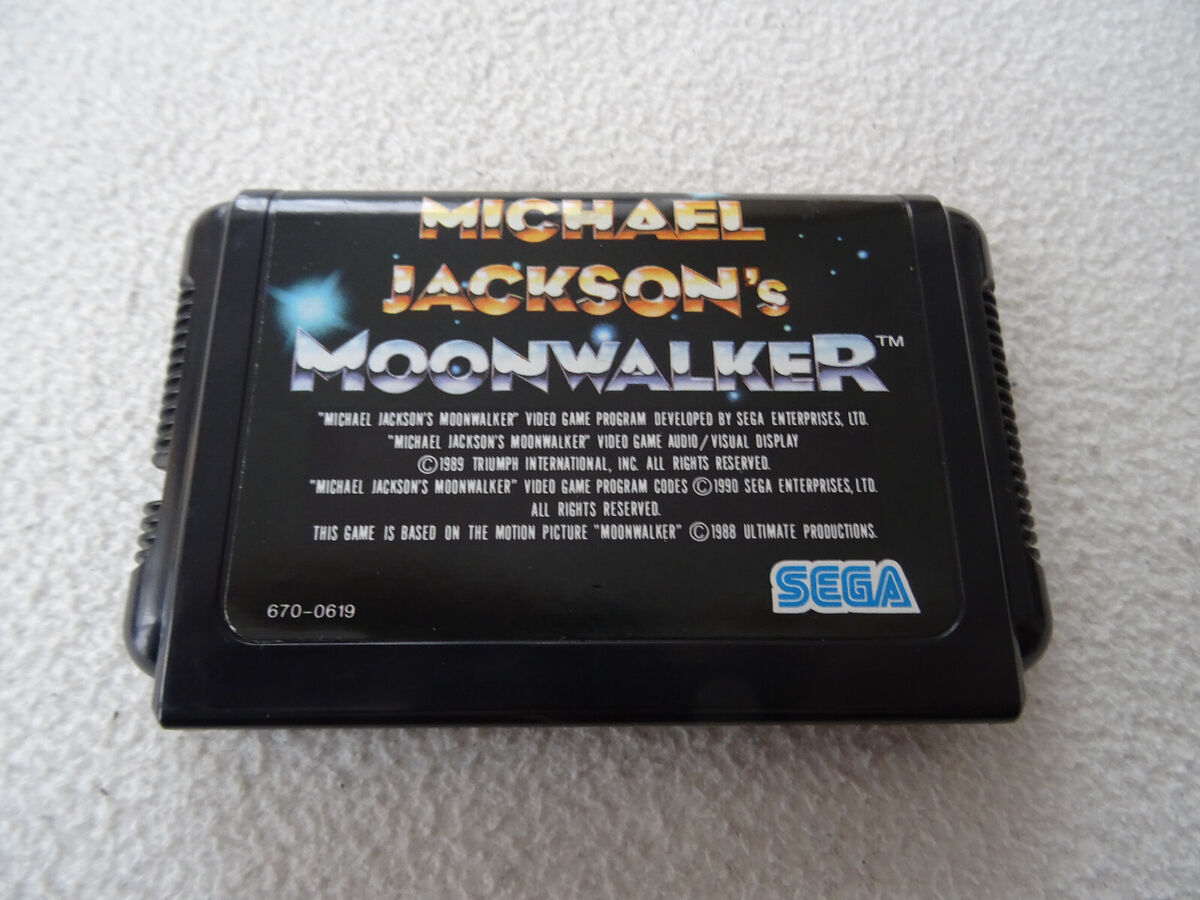 MICHAEL
JACKSON's
MOONWALKER™
"MICHAEL JACKSON'S MOONWALKER" VIDEO GAME PROGRAM DEVELOPED BY SEGA ENTERPRISES, LTD.
"MICHAEL JACKSON'S MOONWALKER" VIDEO GAME AUDIO/VISUAL DISPLAY
©1989 TRIUMPH INTERNATIONAL, INC. ALL RIGHTS RESERVED.
"MICHAEL JACKSON'S MOONWALKER" VIDEO GAME PROGRAM CODES ©1990 SEGA ENTERPRISES, LTD.
ALL RIGHTS RESERVED.
THIS GAME IS BASED ON THE MOTION PICTURE "MOONWALKER" ©1988 ULTIMATE PRODUCTIONS.
670-0619
SEGA